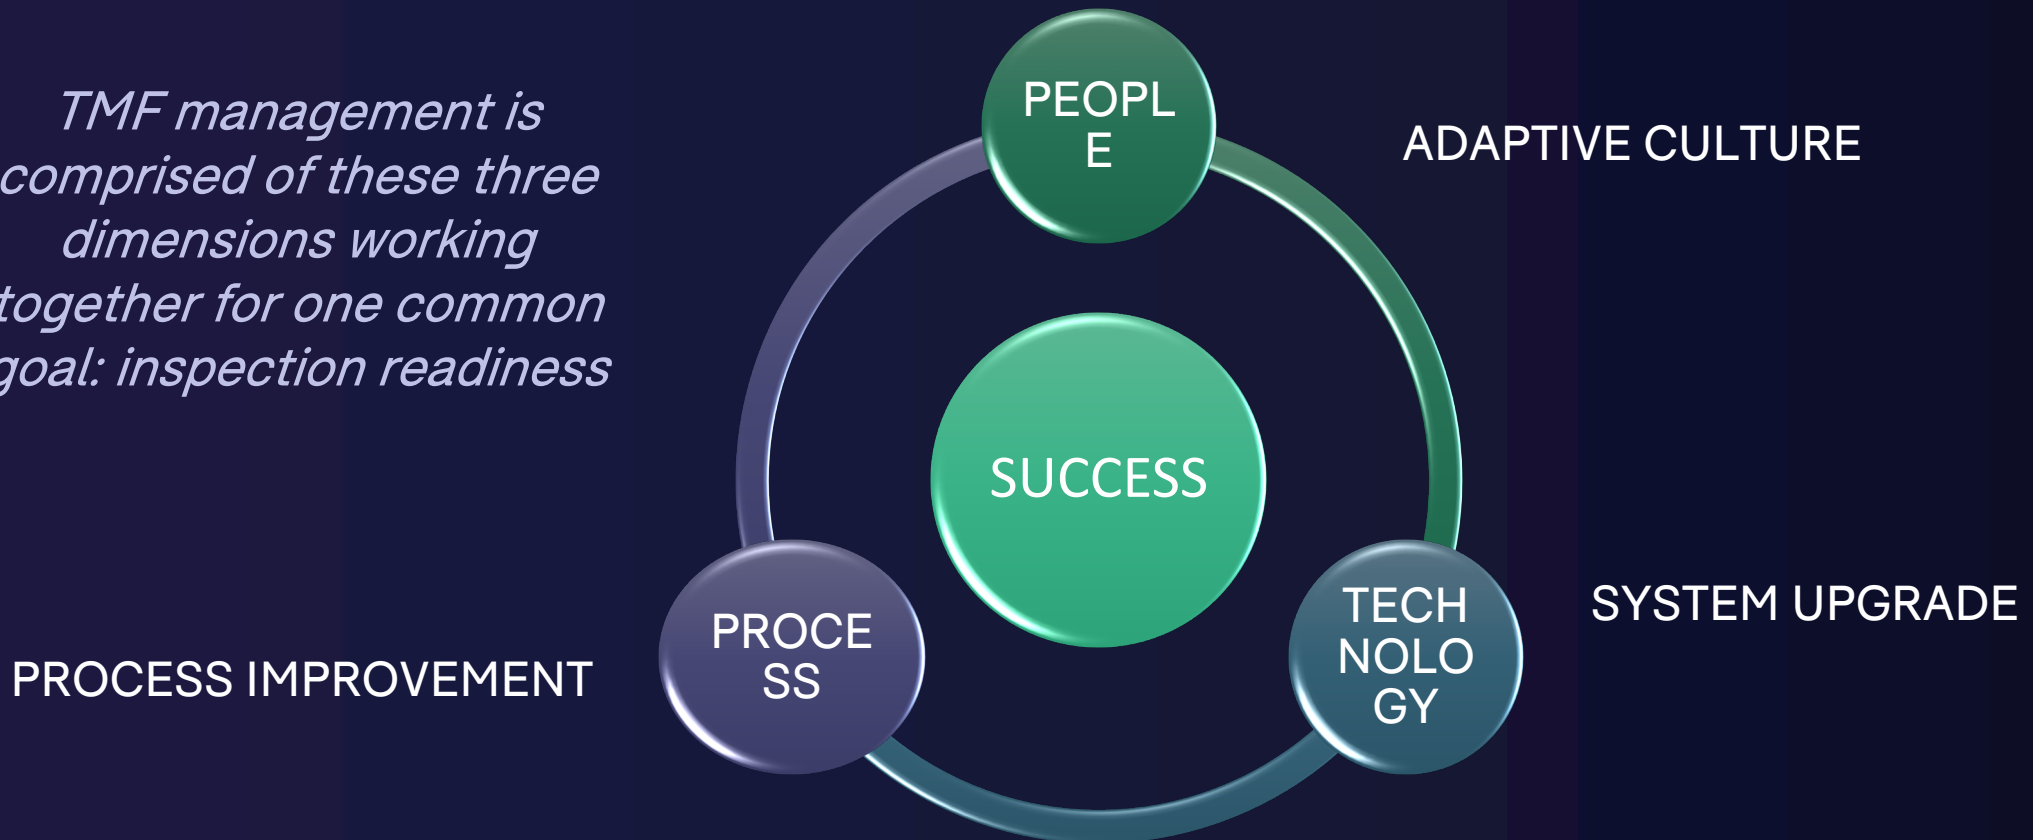 TMF management is
comprised of these three
dimensions working
together for one common
goal: inspection readiness
PEOPL
E
ADAPTIVE CULTURE
SUCCESS
TECH
NOLO
GY
SYSTEM UPGRADE
PROCE
SS
PROCESS IMPROVEMENT